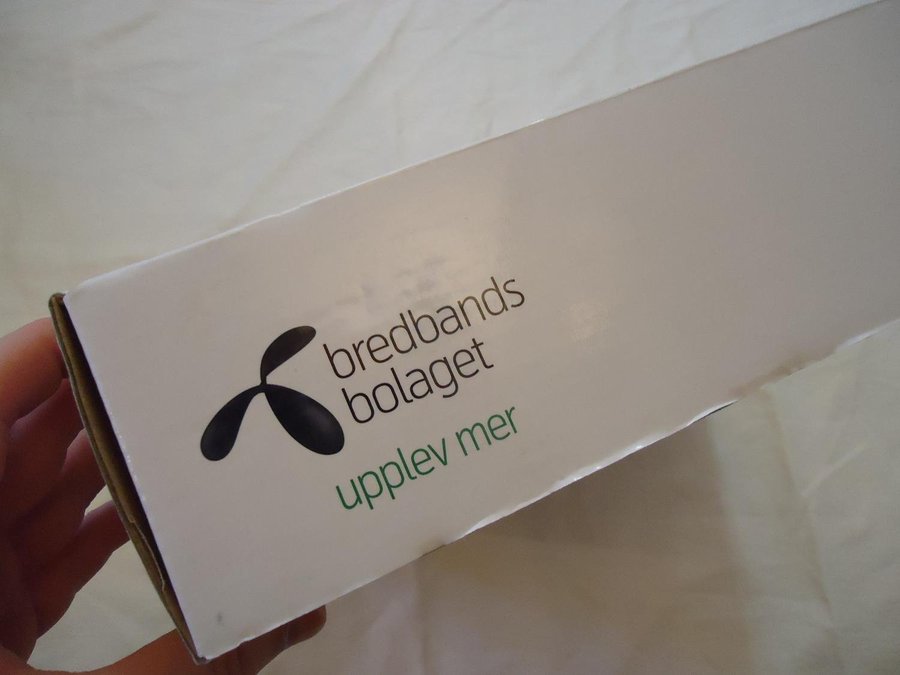 bredbands
bolaget
upplev mer